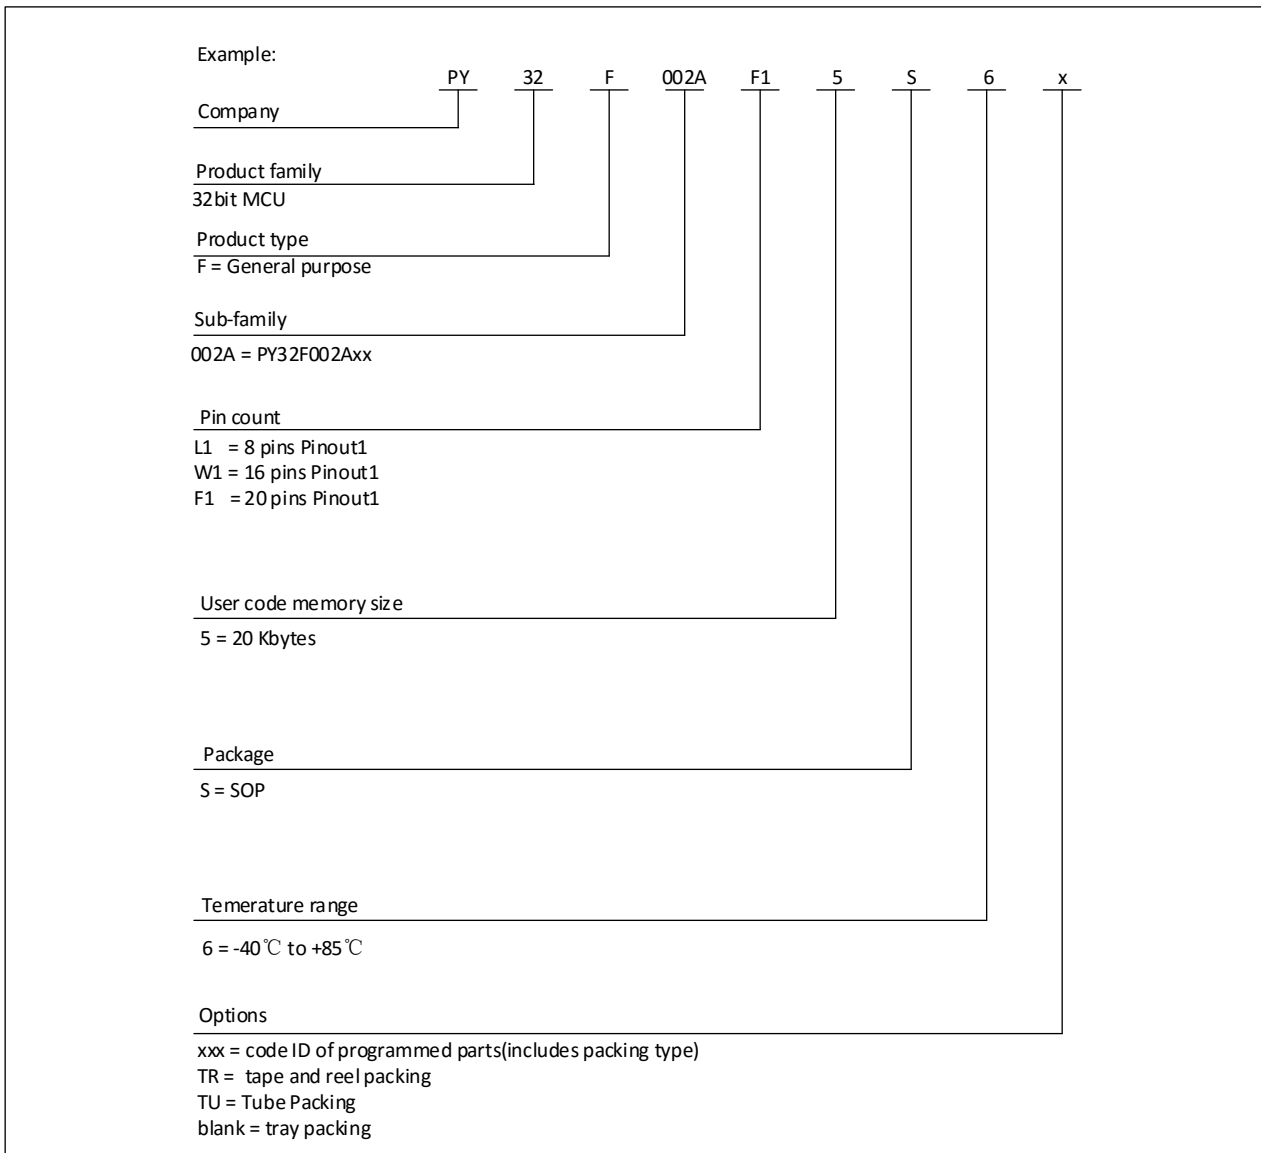 Example:
PY 32 F 002A F1 5 S 6 x
Company
Product family
32bit MCU
Product type
F = General purpose
Sub-family
002A = PY32F002Axx
Pin count
L1 = 8 pins Pinout1
W1 = 16 pins Pinout1
F1 = 20 pins Pinout1
User code memory size
5 = 20 Kbytes
Package
S = SOP
Temerature range
6 = -40℃ to +85℃
Options
xxx = code ID of programmed parts(includes packing type)
TR = tape and reel packing
TU = Tube Packing
blank = tray packing